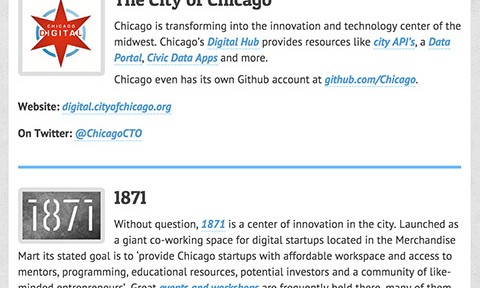 The City of Chicago
CHICAGO
DIGITAL
Chicago is transforming into the innovation and technology center of the
midwest. Chicago's Digital Hub provides resources like city API's, a Data
Portal, Civic Data Apps and more.
Chicago even has its own Github account at github.com/Chicago.
Website: digital.cityofchicago.org
On Twitter: @ChicagoCTO
1871
1871
Without question, 1871 is a center of innovation in the city. Launched as
a giant co-working space for digital startups located in the Merchandise
Mart its stated goal is to 'provide Chicago startups with affordable workspace and access to
mentors, programming, educational resources, potential investors and a community of like-
minded entrepreneurs'. Great events and workshops are frequently held there, many of them